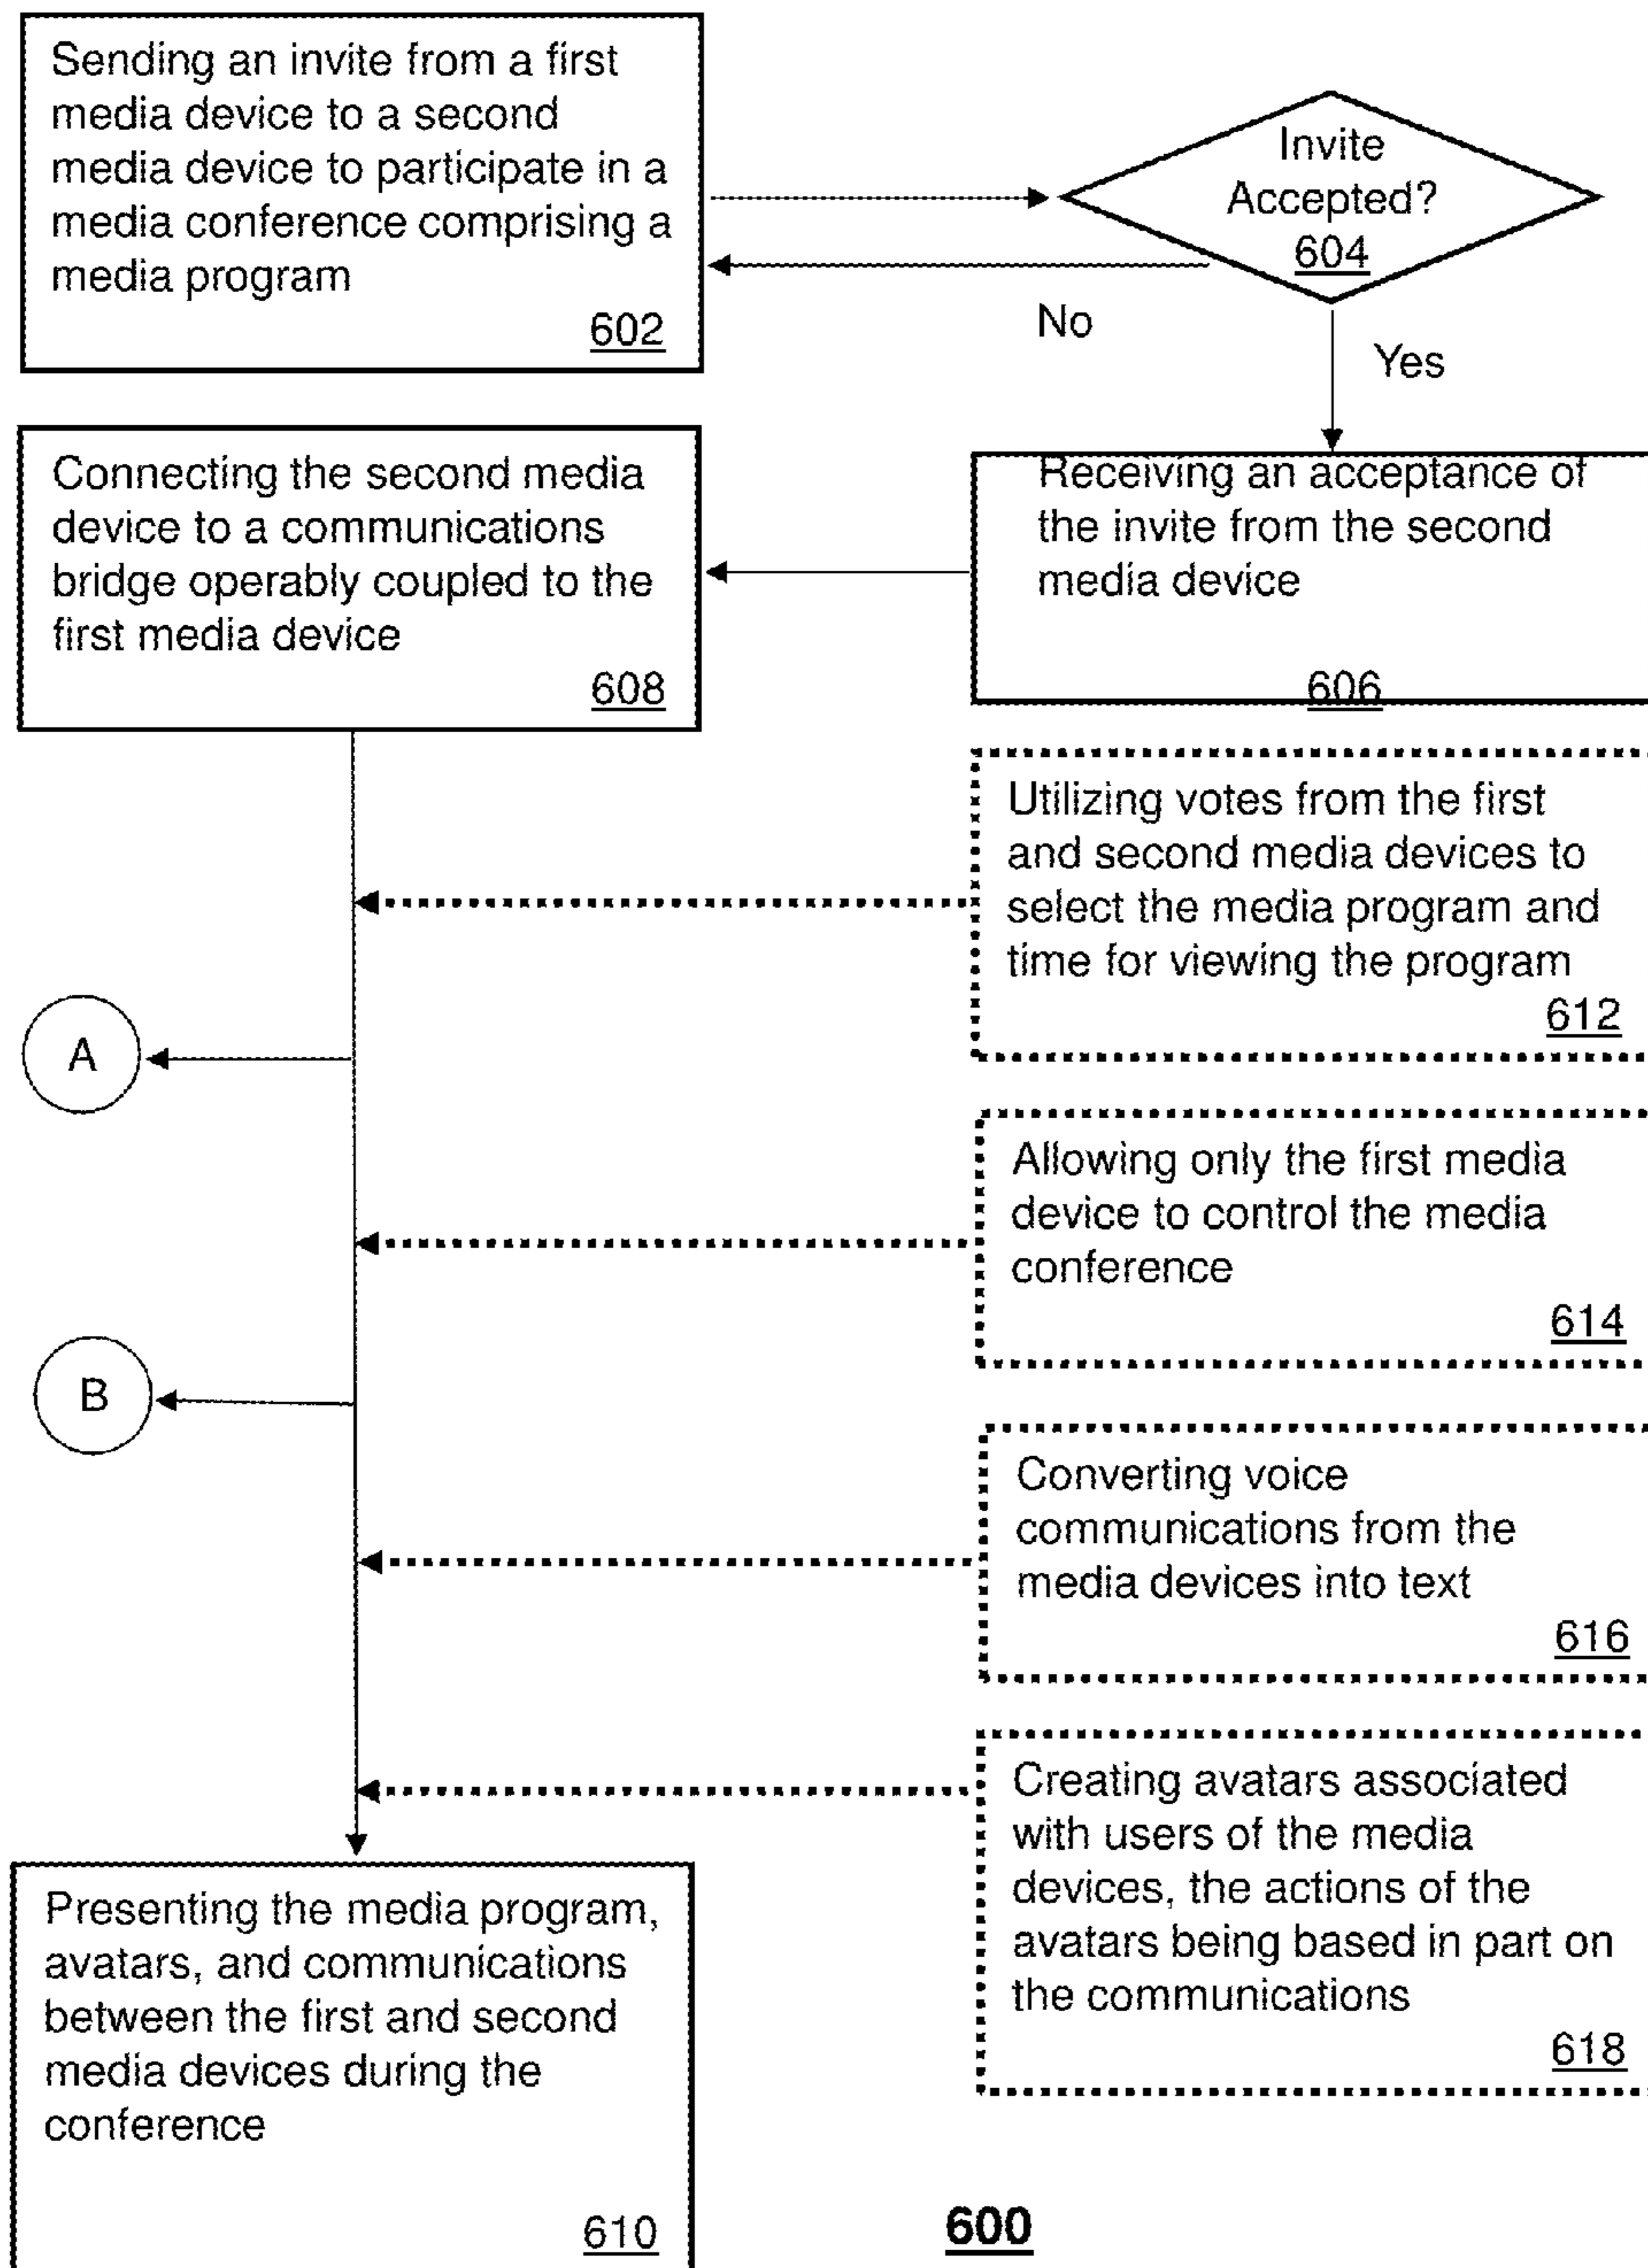 Sending an invite from a first
media device to a second
media device to participate in a
media conference comprising a
media program
602
Invite
Accepted?
604
No
Yes
Receiving an acceptance of
the invite from the second
media device
606
Connecting the second media
device to a communications
bridge operably coupled to the
first media device
608
Utilizing votes from the first
and second media devices to
select the media program and
time for viewing the program
612
A
Allowing only the first media
device to control the media
conference
614
B
Converting voice
communications from the
media devices into text
616
Creating avatars associated
with users of the media
devices, the actions of the
avatars being based in part on
the communications
618
Presenting the media program,
avatars, and communications
between the first and second
media devices during the
conference
610
600